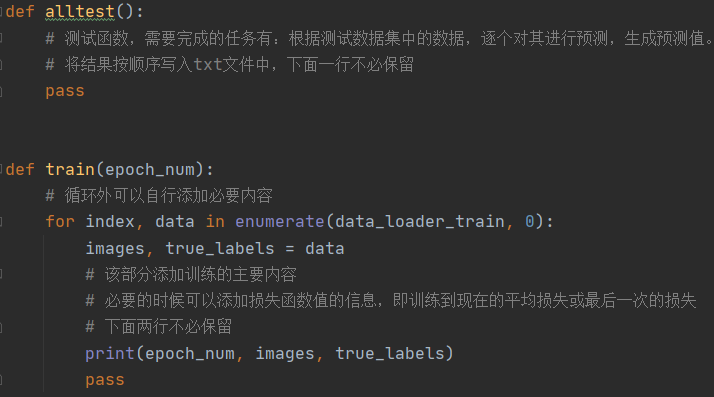 def alltest():
# 测试函数，需要完成的任务有：根据测试数据集中的数据，逐个对其进行预测，生成预测值。
# 将结果按顺序写入txt文件中，下面一行不必保留
pass
def train(epoch_num):
# 循环外可以自行添加必要内容
for index, data in enumerate(data_loader_train, 0):
images, true_labels = data
# 该部分添加训练的主要内容
# 必要的时候可以添加损失函数值的信息，即训练到现在的平均损失或最后一次的损失
# 下面两行不必保留
print(epoch_num, images, true_labels)
pass